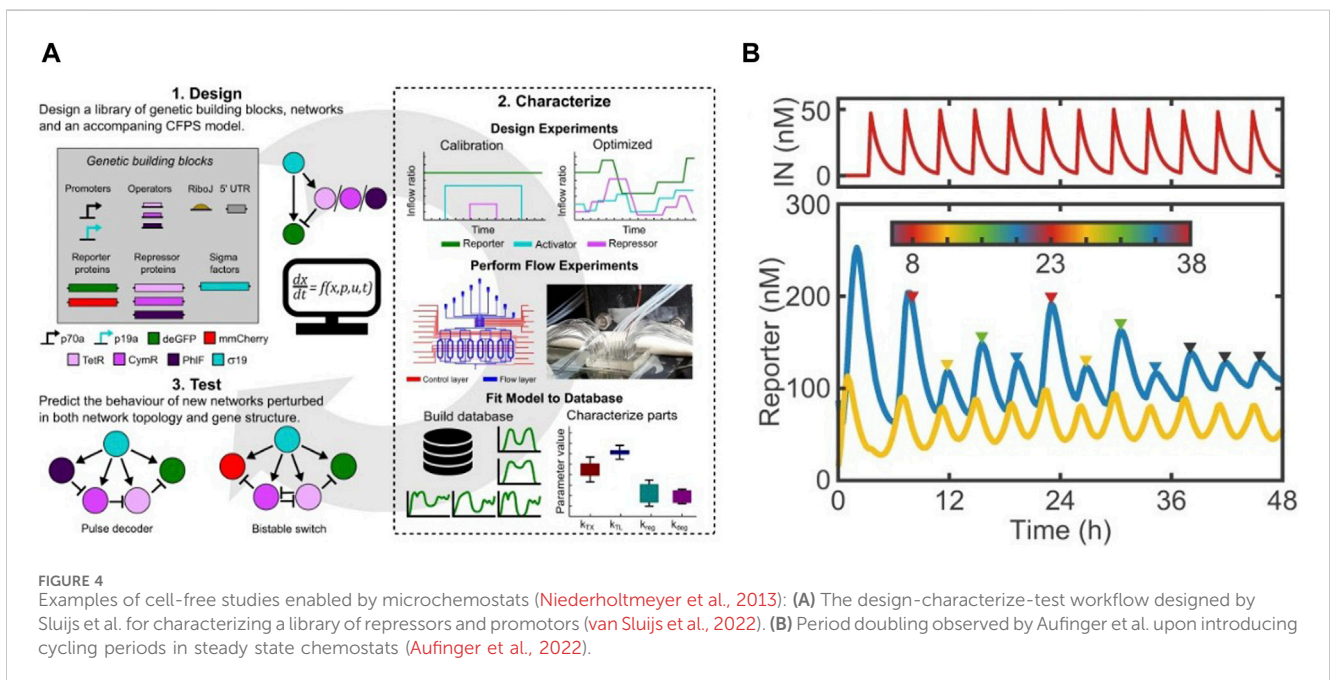 A
1. Design
Design a library of genetic building blocks, networks
and an accompaning CFPS model.
Genetic building blocks
Promoters Operators RiboJ 5' UTR
Reporter proteins
Repressor proteins
Sigma factors
dx/dt = f(x,p,u,t)
p70a p19a deGFP mmCherry
TetR CymR PhlF σ19
3. Test
Predict the behaviour of new networks perturbed
in both network topology and gene structure.
Pulse decoder Bistable switch
2. Characterize
Design Experiments
Calibration Optimized
Inflow ratio Inflow ratio
Time Time
Reporter Activator Repressor
Perform Flow Experiments
Control layer Flow layer
Fit Model to Database
Build database Characterize parts
Parameter value
kTX kTL kreg kdeg
B
IN (nM)
50
0
Reporter (nM)
300
200
100
0
8 23 38
0 12 24 36 48
Time (h)
FIGURE 4
Examples of cell-free studies enabled by microchemostats (Niederholtmeyer et al., 2013): (A) The design-characterize-test workflow designed by
Sluijs et al. for characterizing a library of repressors and promotors (van Sluijs et al., 2022). (B) Period doubling observed by Aufinger et al. upon introducing
cycling periods in steady state chemostats (Aufinger et al., 2022).